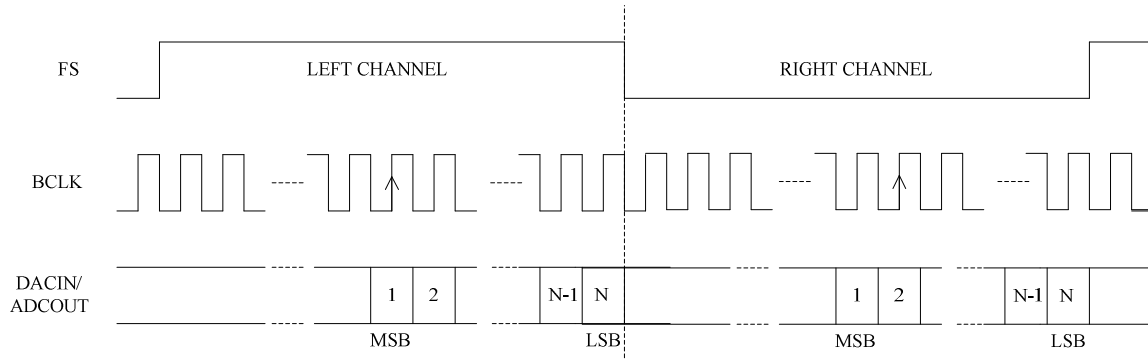 FS
LEFT CHANNEL
RIGHT CHANNEL
BCLK
DACIN/
ADCOUT
1 2 N-1 N 1 2 N-1 N
MSB LSB MSB LSB